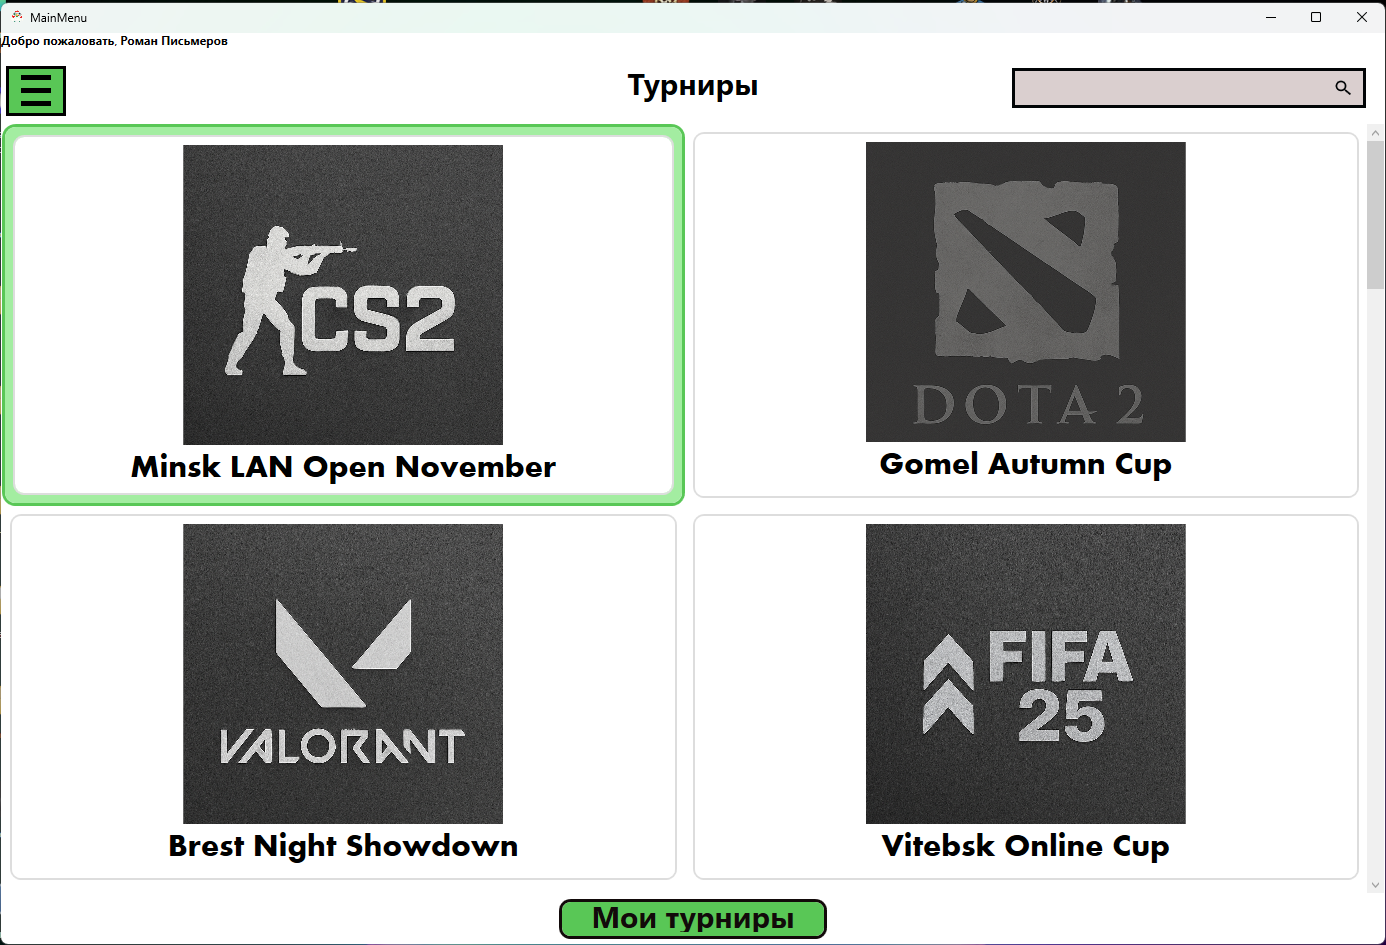 MainMenu
Добро пожаловать, Роман Письмеров
Турниры
CS2
Minsk LAN Open November
DOTA 2
Gomel Autumn Cup
VALORANT
Brest Night Showdown
FIFA
25
Vitebsk Online Cup
Мои турниры